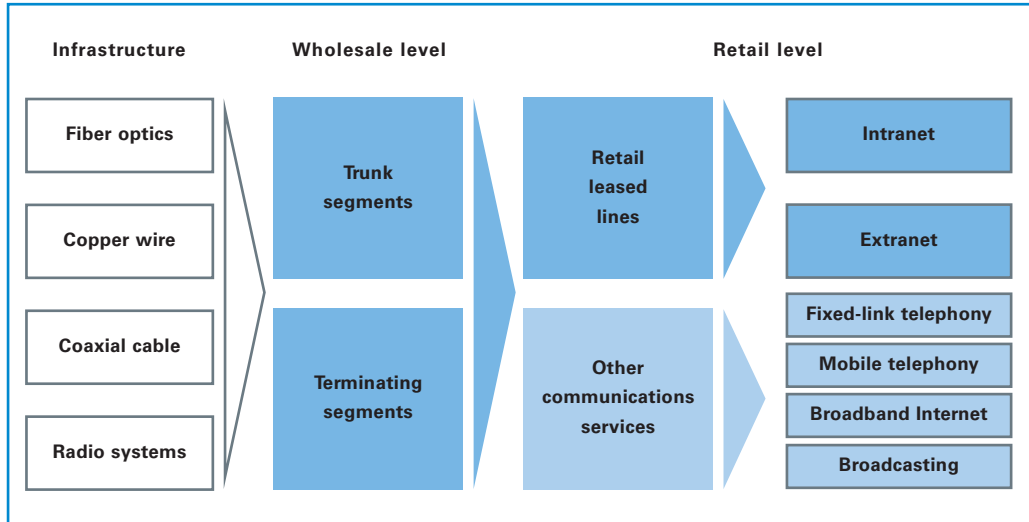 Infrastructure
Wholesale level
Retail level
Fiber optics
Copper wire
Coaxial cable
Radio systems
Trunk
segments
Terminating
segments
Retail
leased
lines
Other
communications
services
Intranet
Extranet
Fixed-link telephony
Mobile telephony
Broadband Internet
Broadcasting